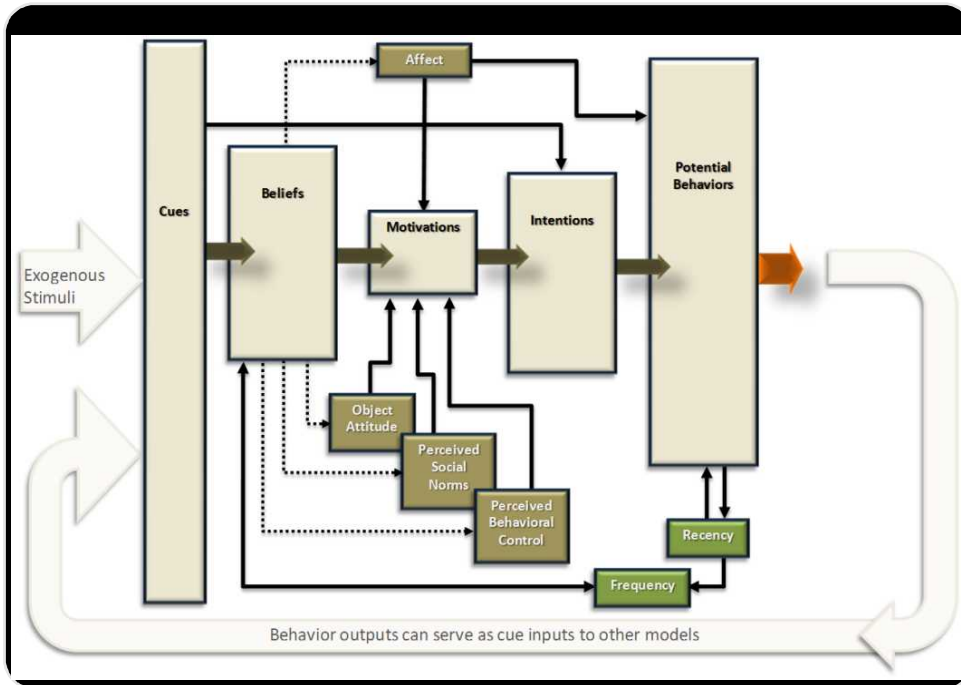 Affect
Potential
Behaviors
Beliefs
Cues
Motivations
Intentions
Exogenous
Stimuli
Object
Attitude
Perceived
Social
Norms
Perceived
Behavioral
Control
Recency
Frequency
Behavior outputs can serve as cue inputs to other models